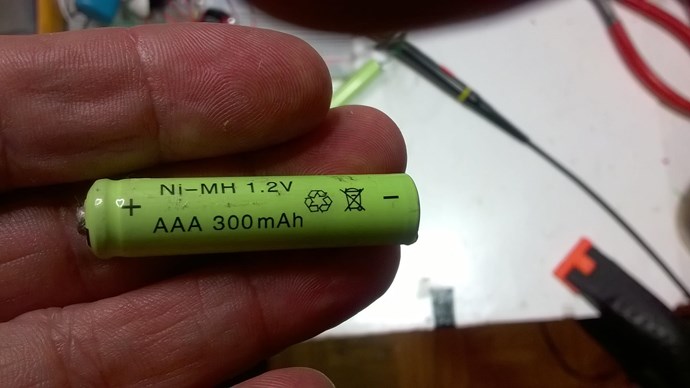 Ni-MH 1.2V
+ -
AAA 300mAh